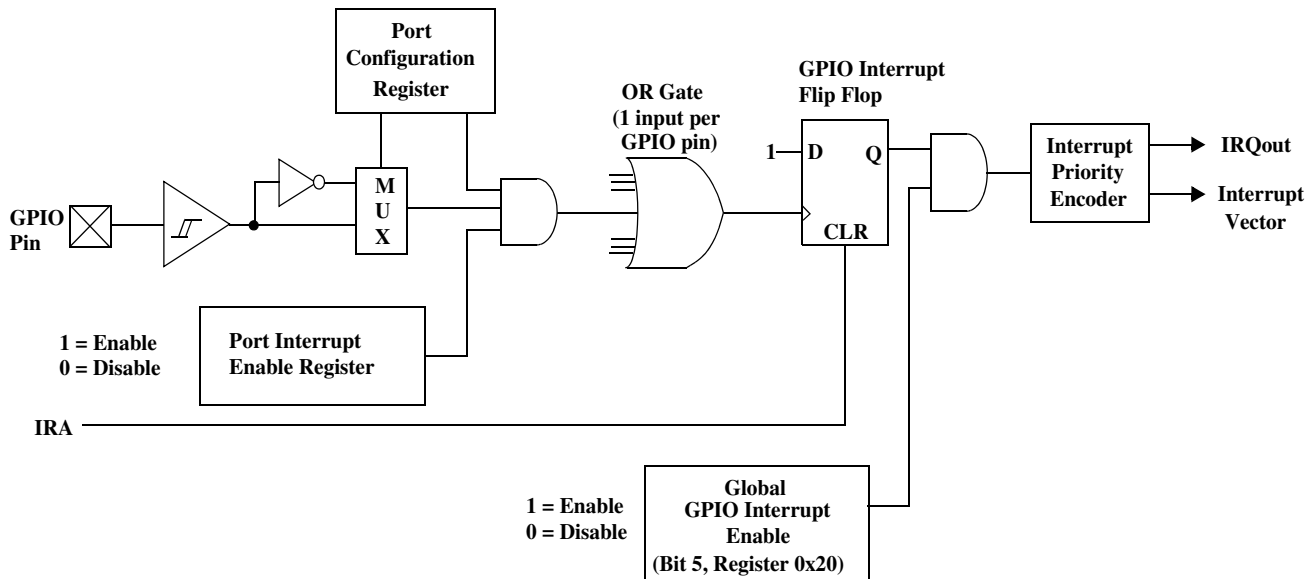 Port
Configuration
Register
GPIO Interrupt
Flip Flop
OR Gate
(1 input per
GPIO pin)
1
D
Q
CLR
Interrupt
Priority
Encoder
IRQout
Interrupt
Vector
M
U
X
GPIO
Pin
1 = Enable
0 = Disable
Port Interrupt
Enable Register
IRA
1 = Enable
0 = Disable
Global
GPIO Interrupt
Enable
(Bit 5, Register 0x20)